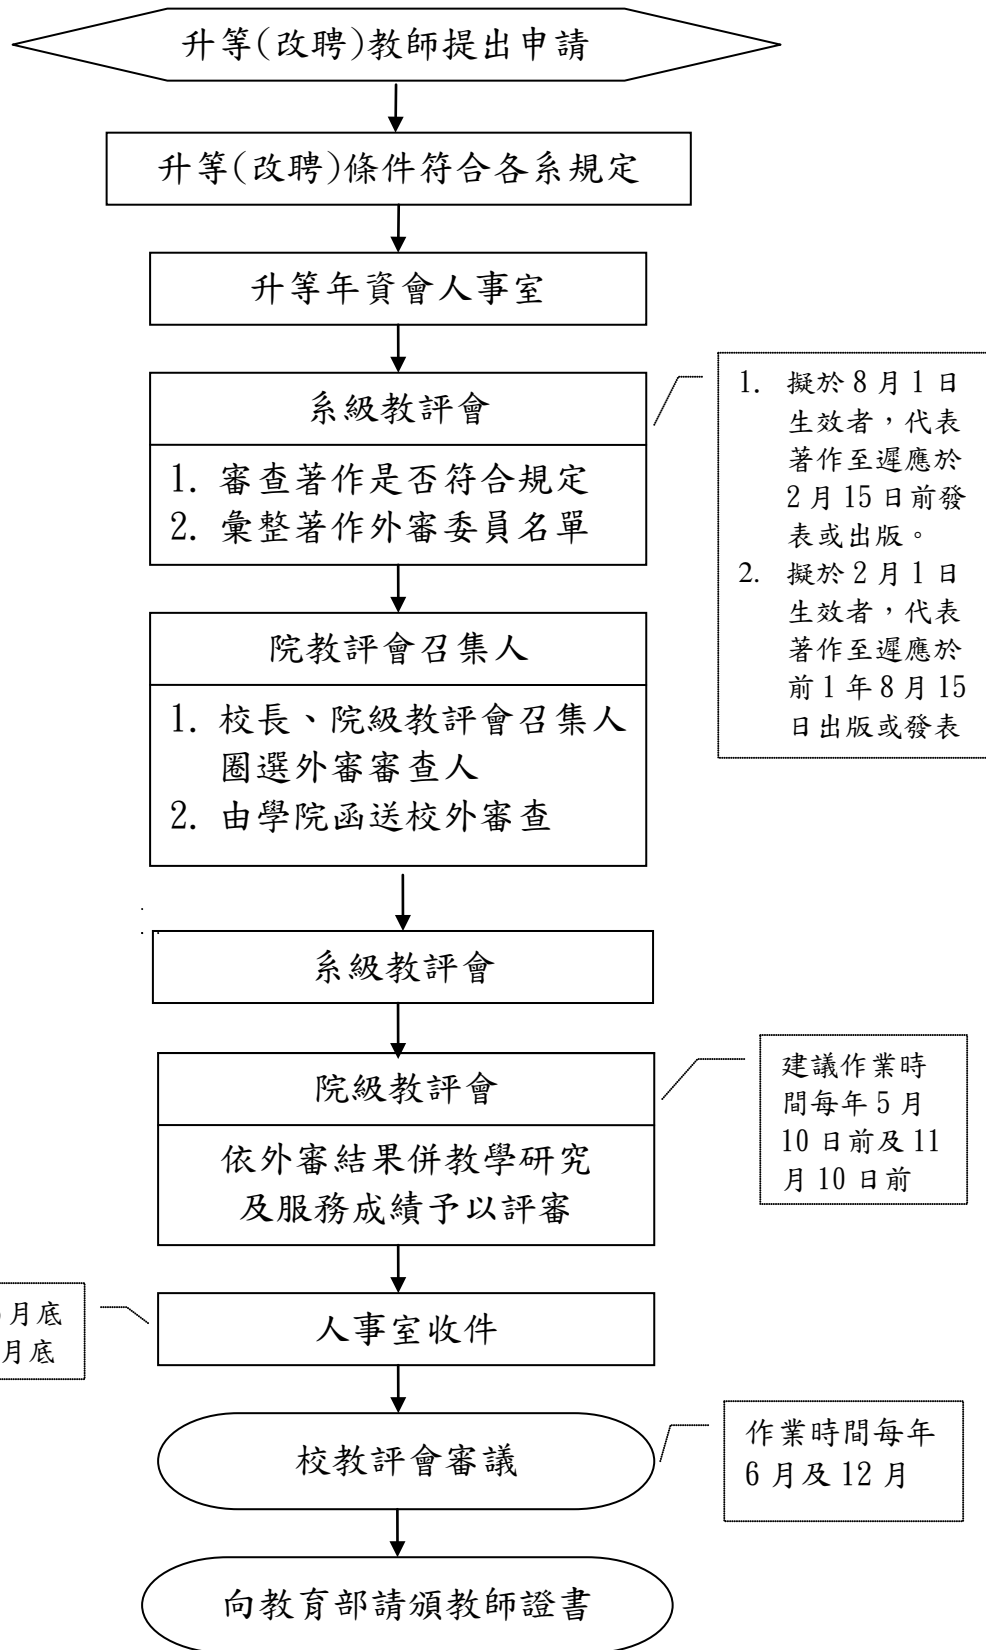 升等(改聘)教師提出申請
升等(改聘)條件符合各系規定
升等年資會人事室
系級教評會
1. 審查著作是否符合規定
2. 彙整著作外審委員名單
1. 擬於 8 月 1 日
生效者，代表
著作至遲應於
2 月 15 日前發
表或出版。
2. 擬於 2 月 1 日
生效者，代表
著作至遲應於
前 1 年 8 月 15
日出版或發表
院教評會召集人
1. 校長、院級教評會召集人
圈選外審審查人
2. 由學院函送校外審查
系級教評會
院級教評會
依外審結果併教學研究
及服務成績予以評審
建議作業時
間每年 5 月
10 日前及 11
月 10 日前
人事室收件
月底
月底
校教評會審議
作業時間每年
6 月及 12 月
向教育部請頒教師證書